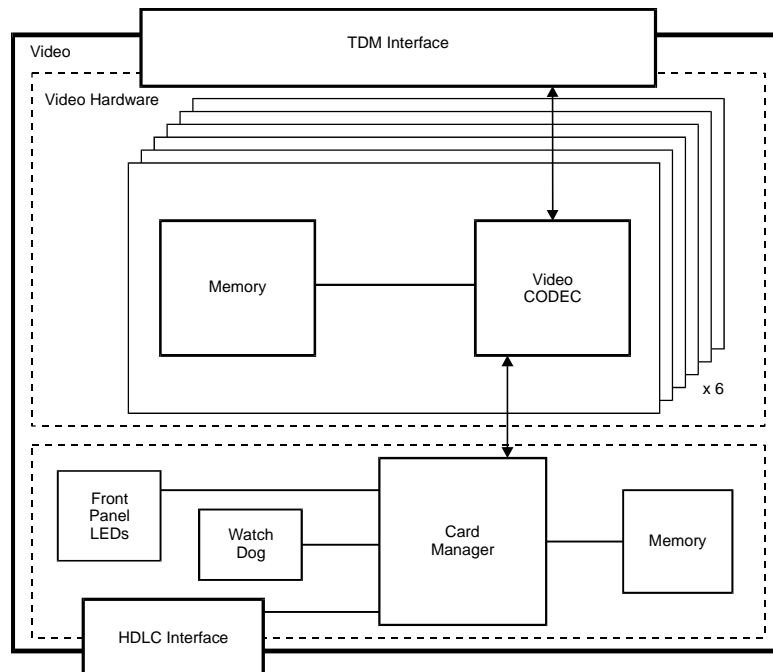 TDM Interface
Video
Video Hardware
Memory
Video
CODEC
x 6
Front
Panel
LEDs
Watch
Dog
Card
Manager
Memory
HDLC Interface